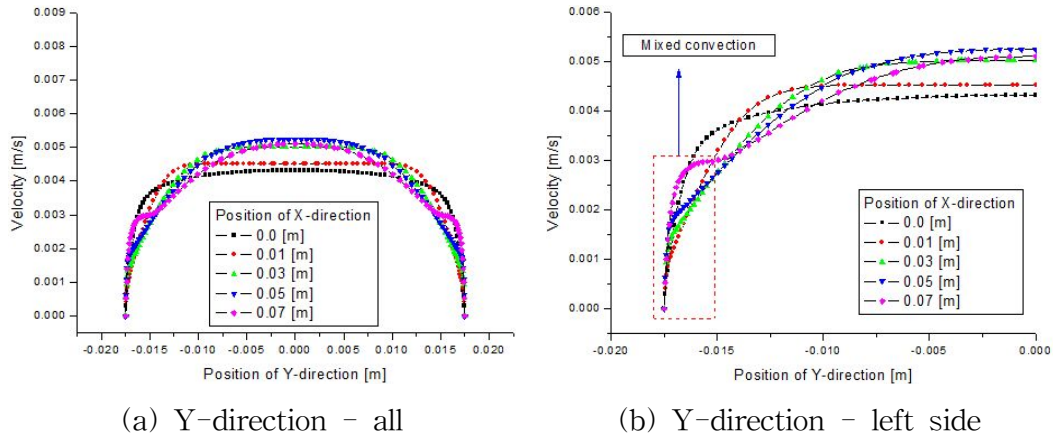 0.009
0.008
0.007
0.006
0.005
0.004
0.003
0.002
0.001
0.000
Velocity [m/s]
Position of X-direction
0.0 [m]
0.01 [m]
0.03 [m]
0.05 [m]
0.07 [m]
-0.020 -0.015 -0.010 -0.005 0.000 0.005 0.010 0.015 0.020
Position of Y-direction [m]
(a) Y-direction - all
0.006
0.005
0.004
0.003
0.002
0.001
0.000
Velocity [m/s]
Mixed convection
Position of X-direction
0.0 [m]
0.01 [m]
0.03 [m]
0.05 [m]
0.07 [m]
-0.020 -0.015 -0.010 -0.005 0.000
Position of Y-direction [m]
(b) Y-direction - left side